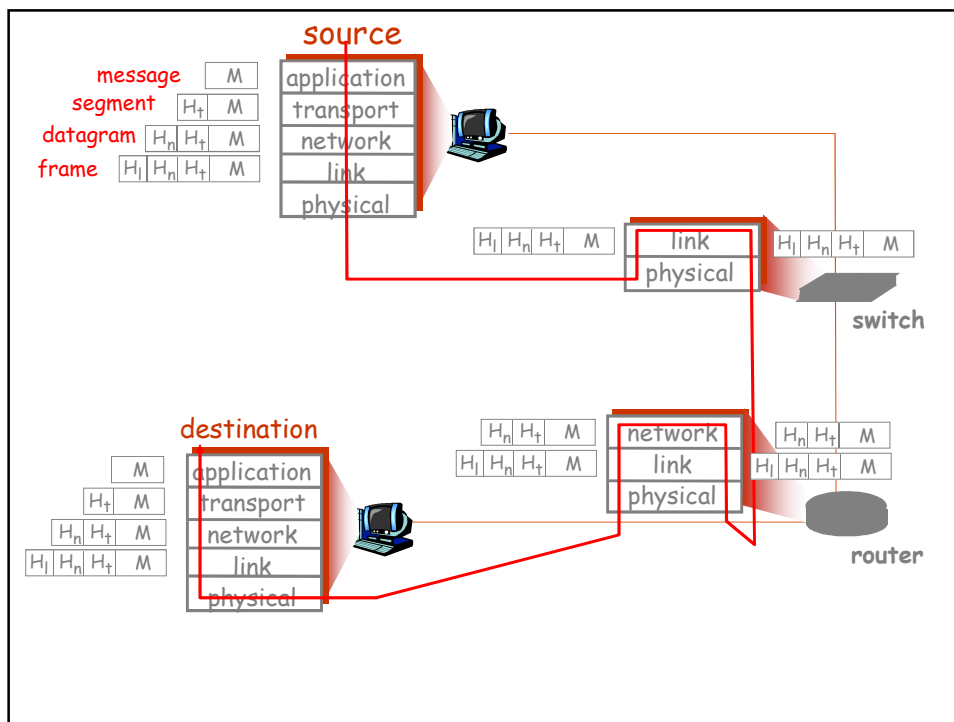 source
message M
segment Ht M
datagram Hn Ht M
frame Hl Hn Ht M
application
transport
network
link
physical
Hl Hn Ht M
link
physical
Hl Hn Ht M
switch
destination
M
Ht M
Hn Ht M
Hl Hn Ht M
application
transport
network
link
physical
Hn Ht M
Hl Hn Ht M
network
link
physical
Hn Ht M
Hl Hn Ht M
router